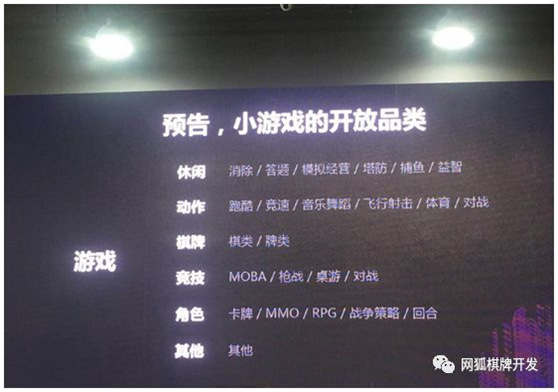 预告，小游戏的开放品类
游戏
休闲 消除 / 答题 / 模拟经营 / 塔防 / 捕鱼 / 益智
动作 跑酷 / 竞速 / 音乐舞蹈 / 飞行射击 / 体育 / 对战
棋牌 棋类 / 牌类
竞技 MOBA / 枪战 / 桌游 / 对战
角色 卡牌 / MMO / RPG / 战争策略 / 回合
其他 其他
网狐棋牌开发